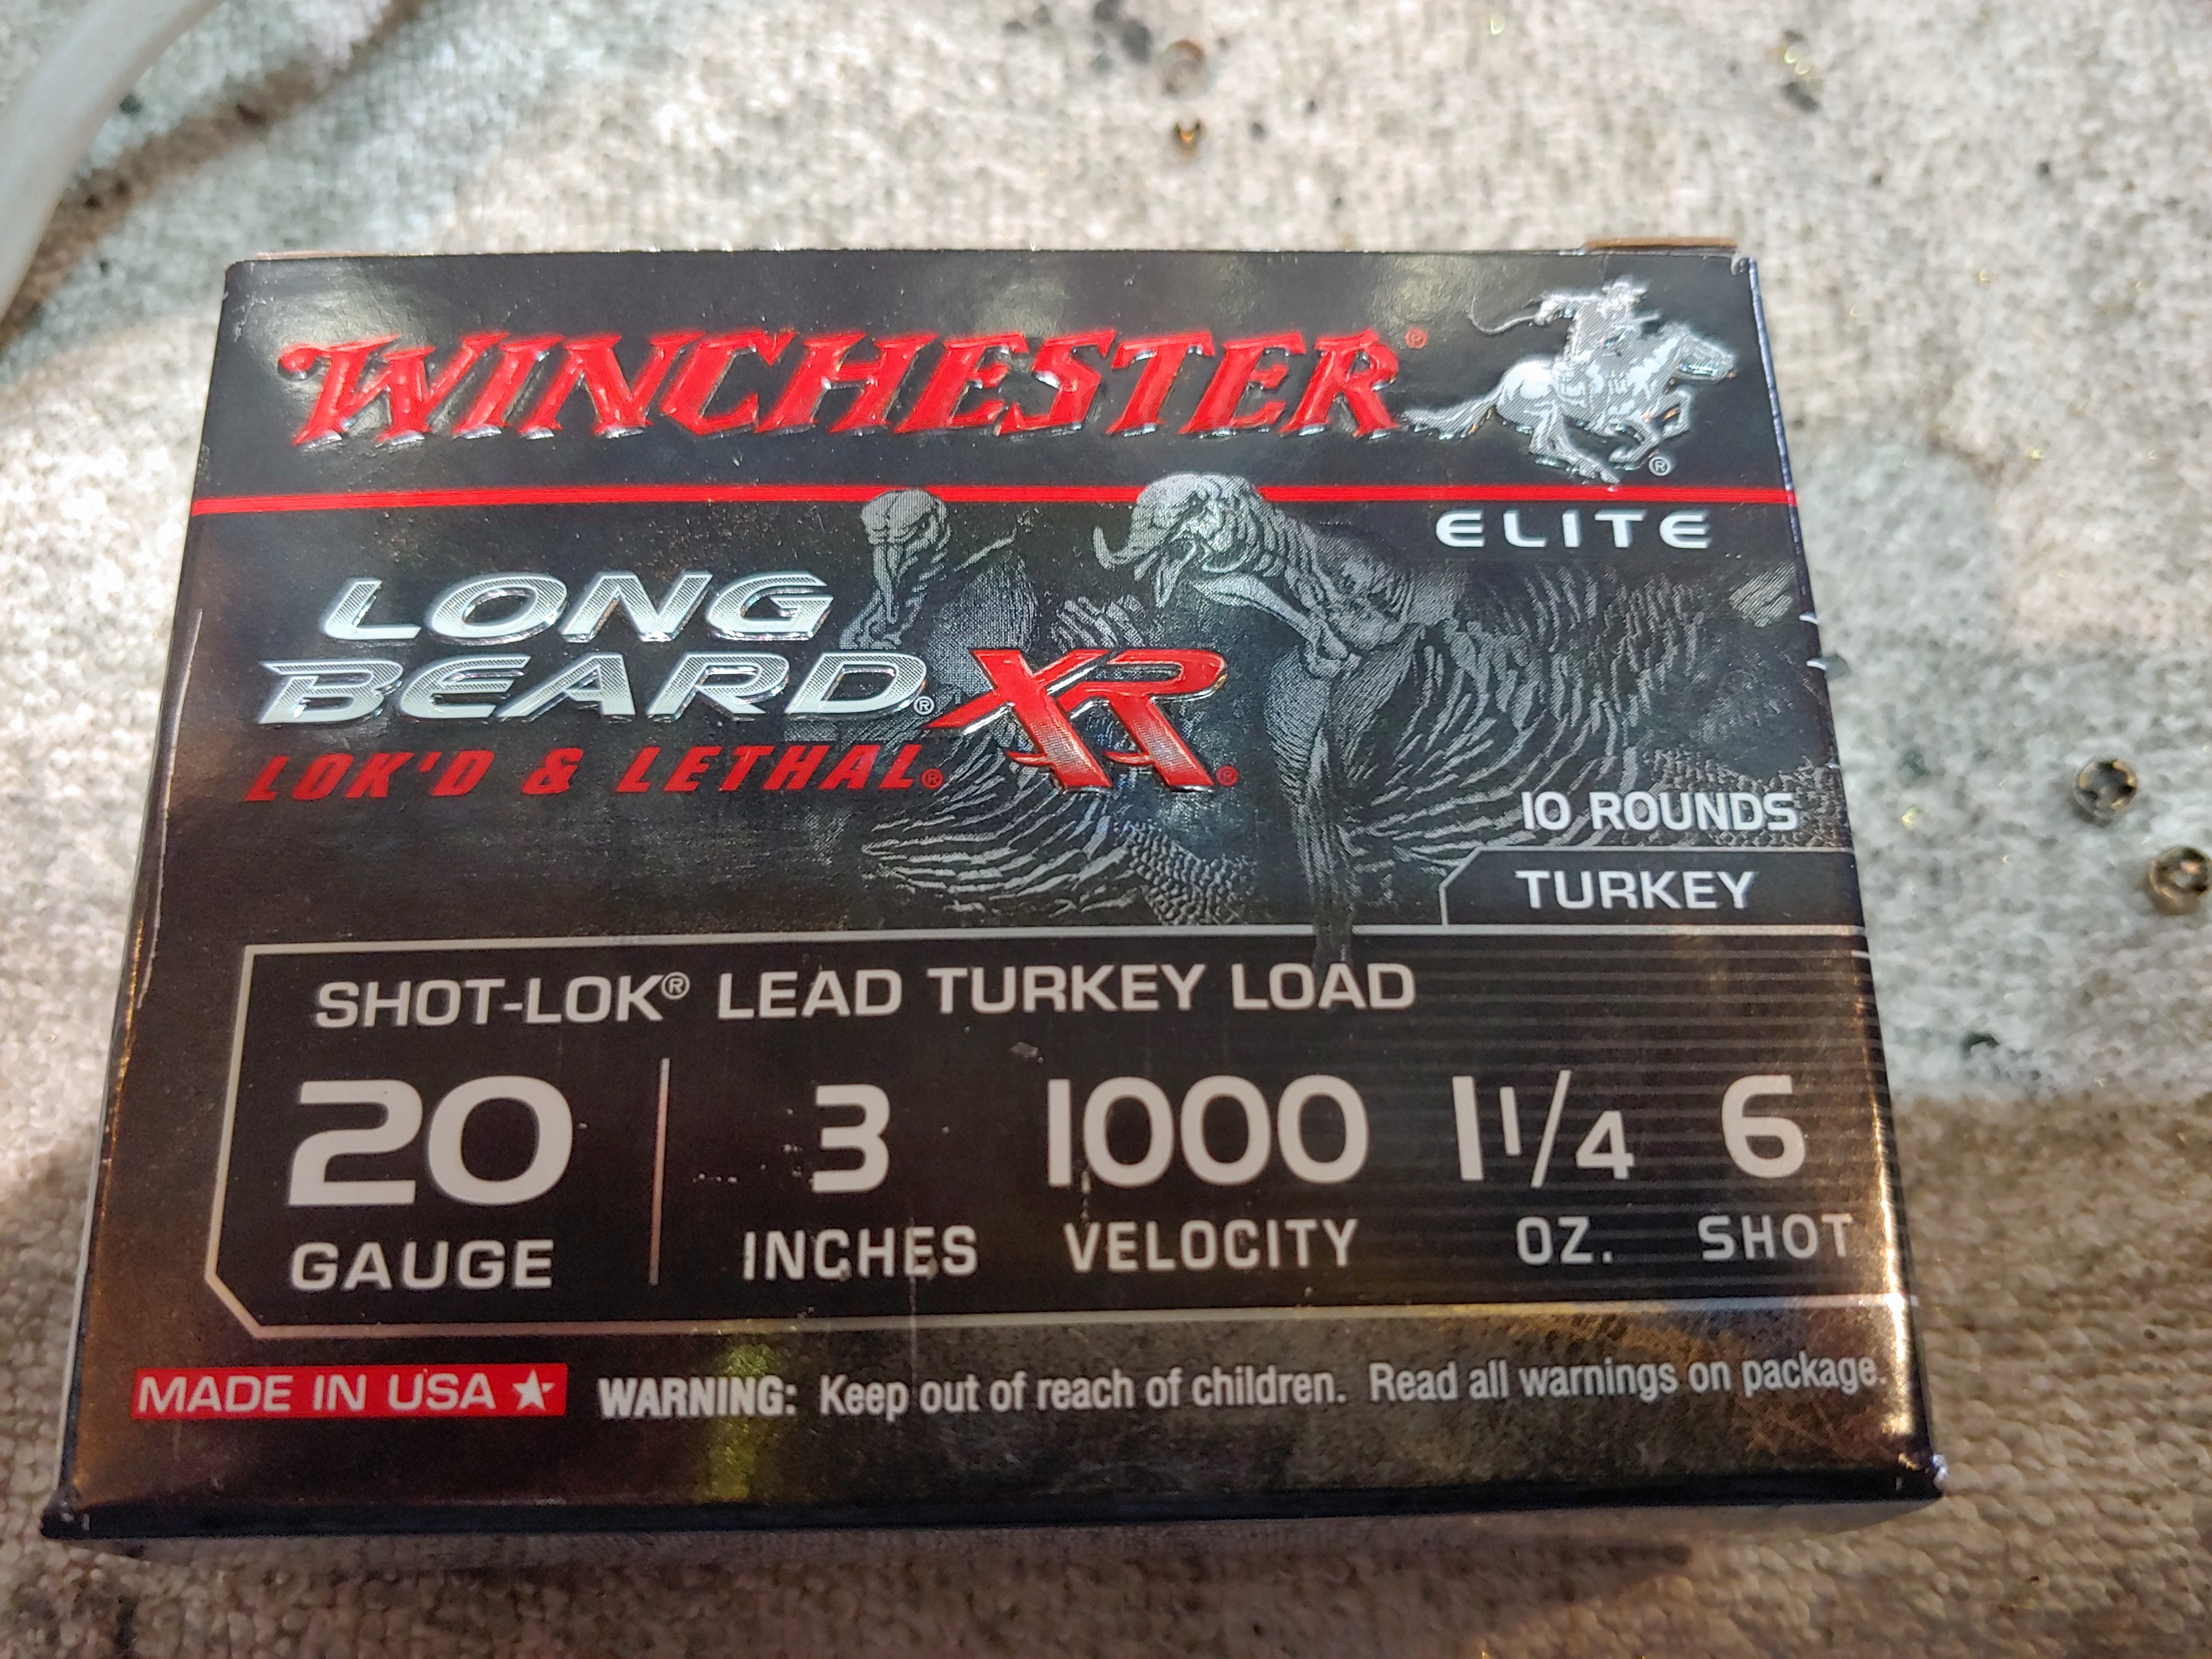 WINCHESTER®
®
ELITE
LONG
BEARD® XR®
LOK'D & LETHAL®
10 ROUNDS
TURKEY
SHOT-LOK® LEAD TURKEY LOAD
20 3 1000 1 1/4 6
GAUGE INCHES VELOCITY OZ. SHOT
MADE IN USA WARNING: Keep out of reach of children. Read all warnings on package.